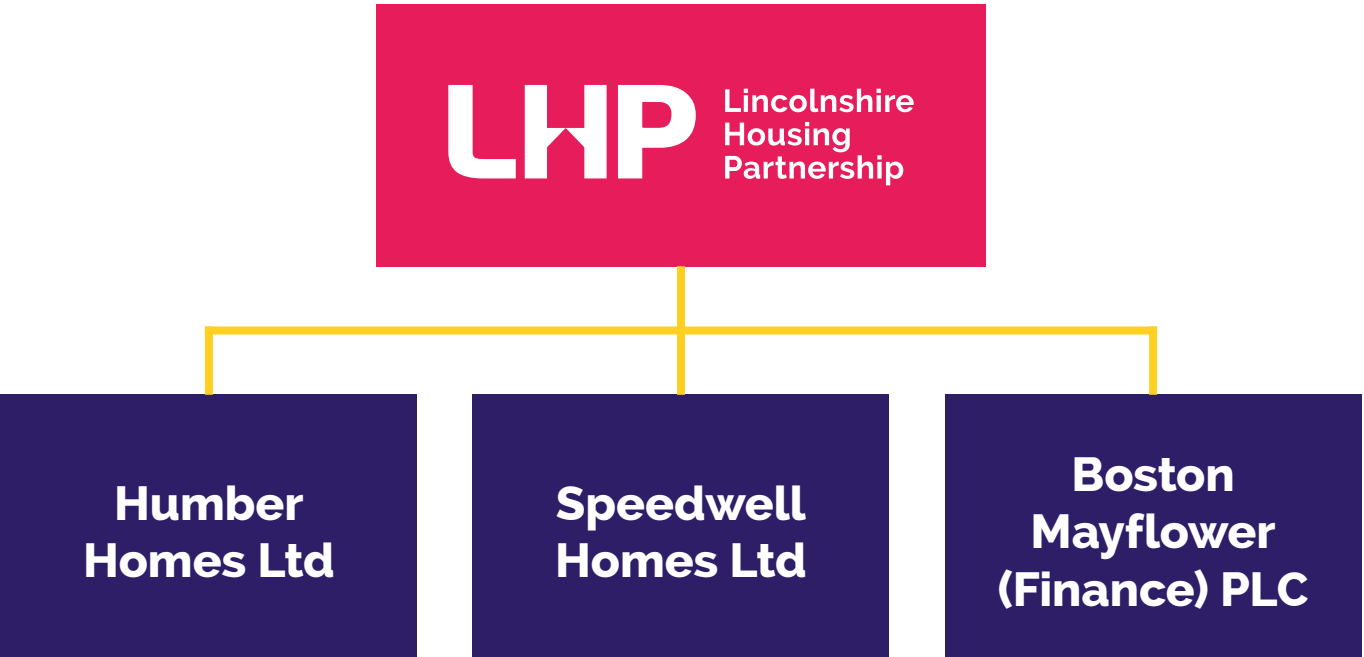 LHP
Lincolnshire
Housing
Partnership
Humber
Homes Ltd
Speedwell
Homes Ltd
Boston
Mayflower
(Finance) PLC